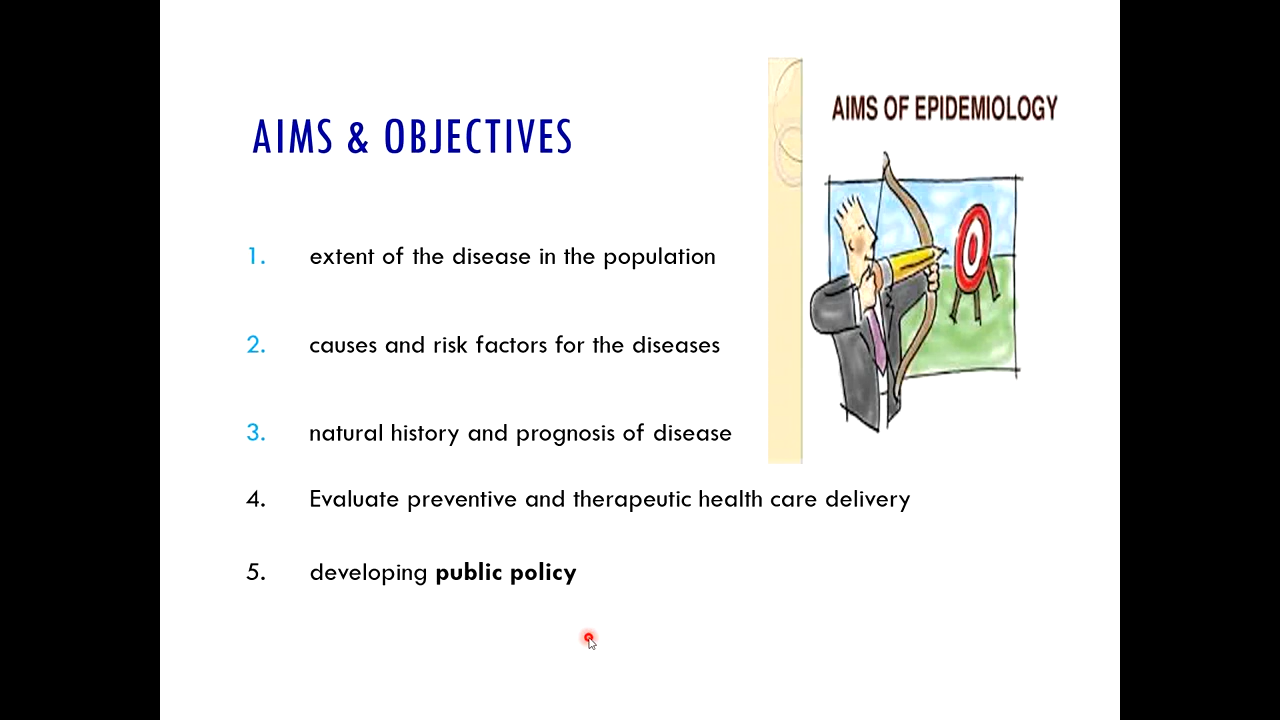 AIMS & OBJECTIVES
AIMS OF EPIDEMIOLOGY
1. extent of the disease in the population
2. causes and risk factors for the diseases
3. natural history and prognosis of disease
4. Evaluate preventive and therapeutic health care delivery
5. developing public policy